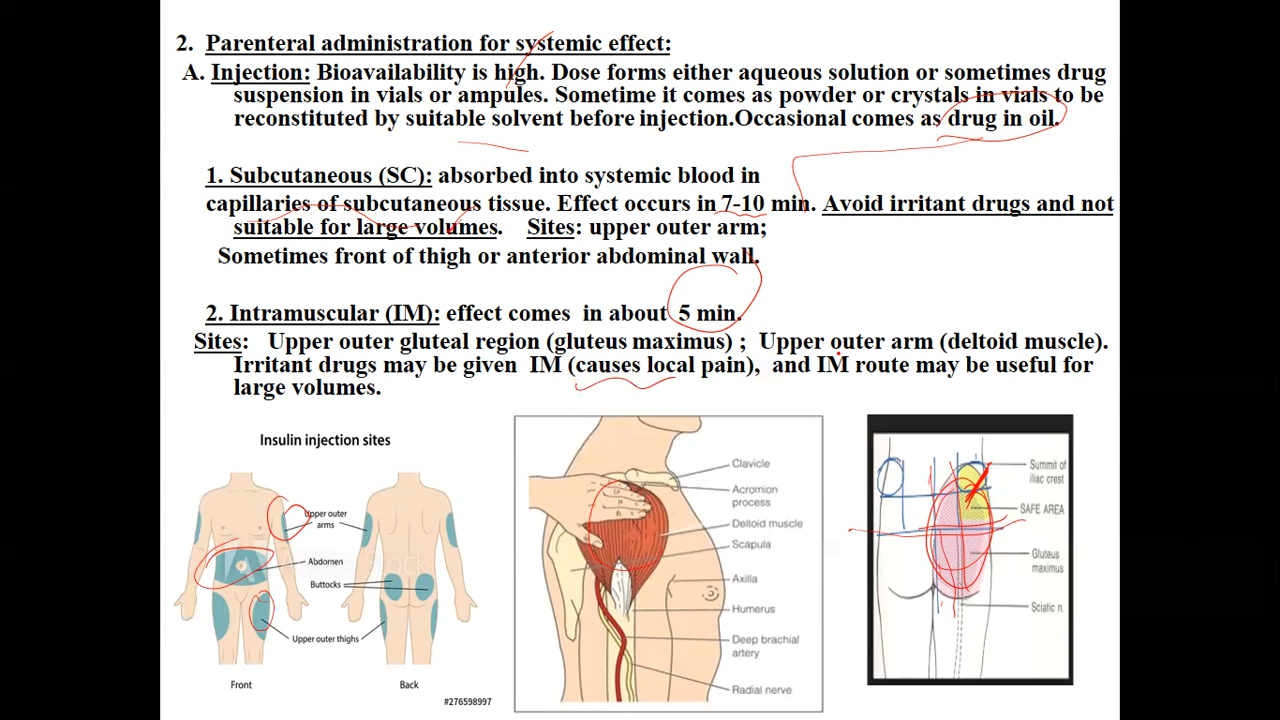 2. Parenteral administration for systemic effect:
A. Injection: Bioavailability is high. Dose forms either aqueous solution or sometimes drug
suspension in vials or ampules. Sometime it comes as powder or crystals in vials to be
reconstituted by suitable solvent before injection.Occasional comes as drug in oil.
1. Subcutaneous (SC): absorbed into systemic blood in
capillaries of subcutaneous tissue. Effect occurs in 7-10 min. Avoid irritant drugs and not
suitable for large volumes. Sites: upper outer arm;
Sometimes front of thigh or anterior abdominal wall.
2. Intramuscular (IM): effect comes in about 5 min.
Sites: Upper outer gluteal region (gluteus maximus) ; Upper outer arm (deltoid muscle).
Irritant drugs may be given IM (causes local pain), and IM route may be useful for
large volumes.
Insulin injection sites
Upper outer
arms
Abdomen
Buttocks
Upper outer thighs
Front
Back
#276598997
Clavicle
Acromion
process
Deltoid muscle
Scapula
Axilla
Humerus
Deep brachial
artery
Radial nerve
Summit of
iliac crest
SAFE AREA
Gluteus
maximus
Sciatic n.